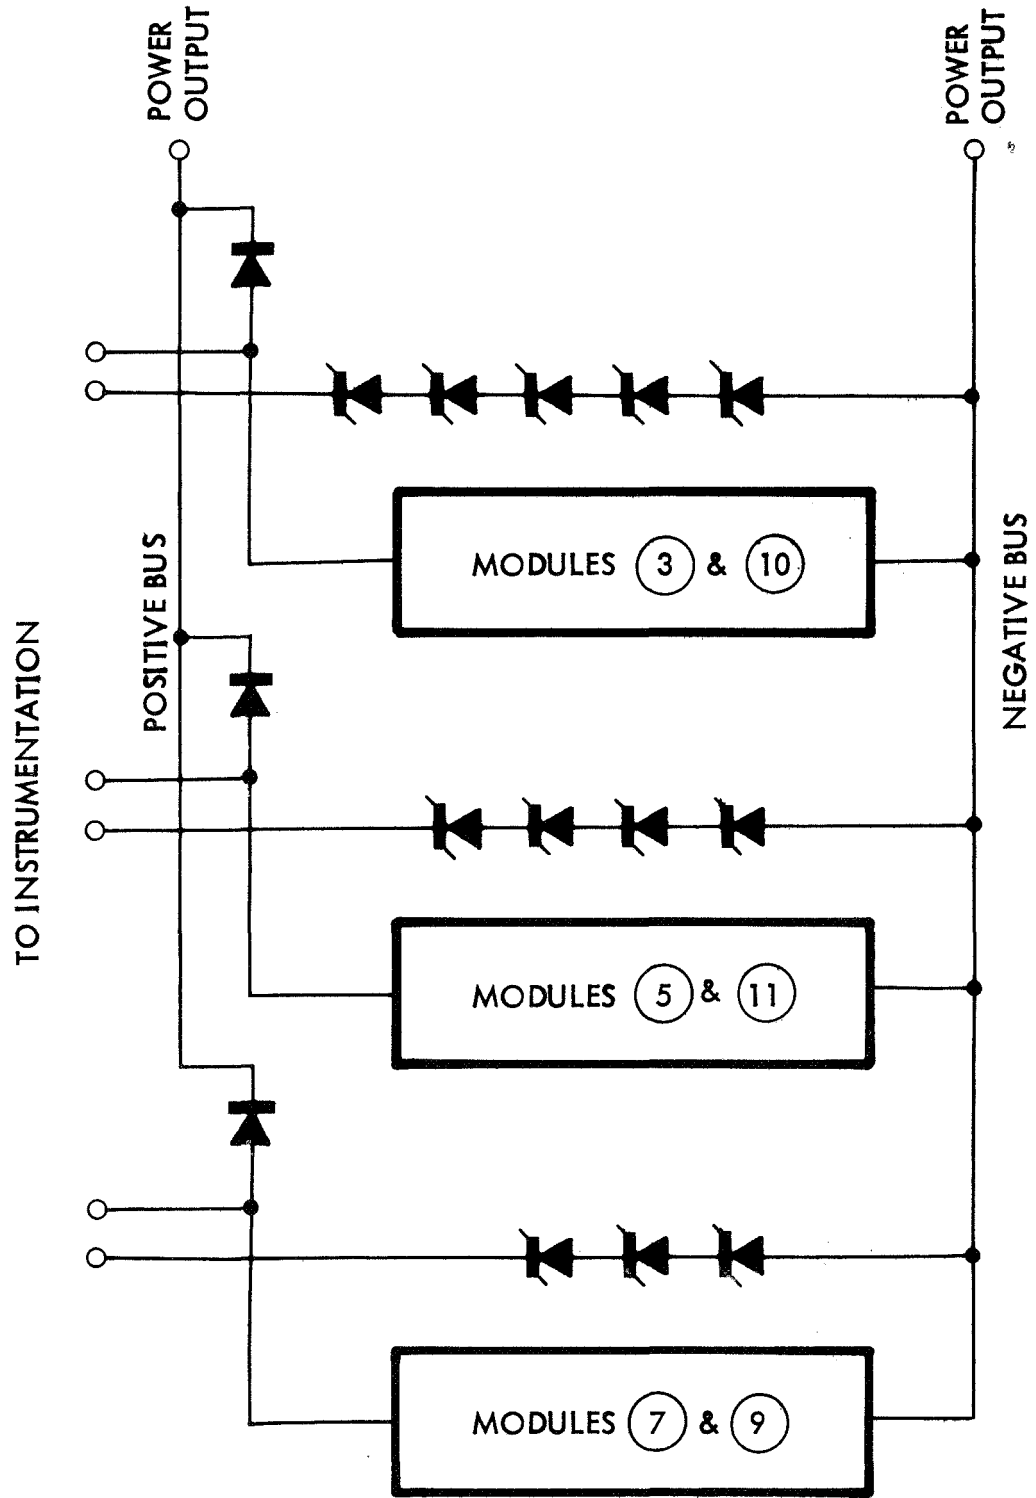 POWER
OUTPUT
POWER
OUTPUT
MODULES 3 & 10
TO INSTRUMENTATION
POSITIVE BUS
NEGATIVE BUS
MODULES 5 & 11
MODULES 7 & 9